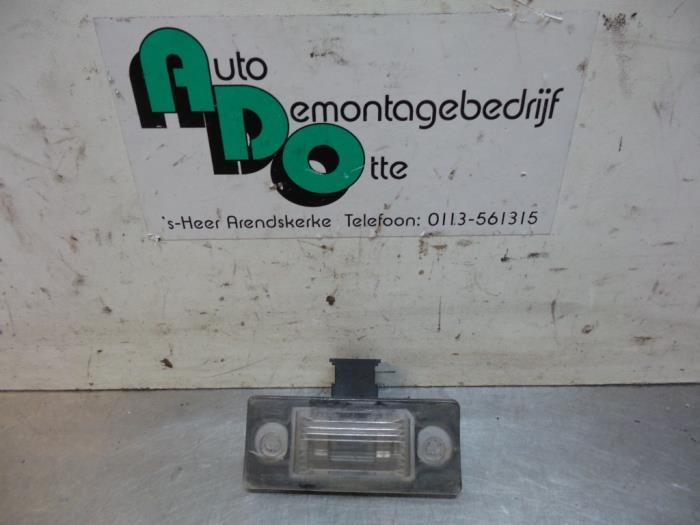 Auto
Demontagebedrijf
Otte
's-Heer Arendskerke Telefoon: 0113-561315